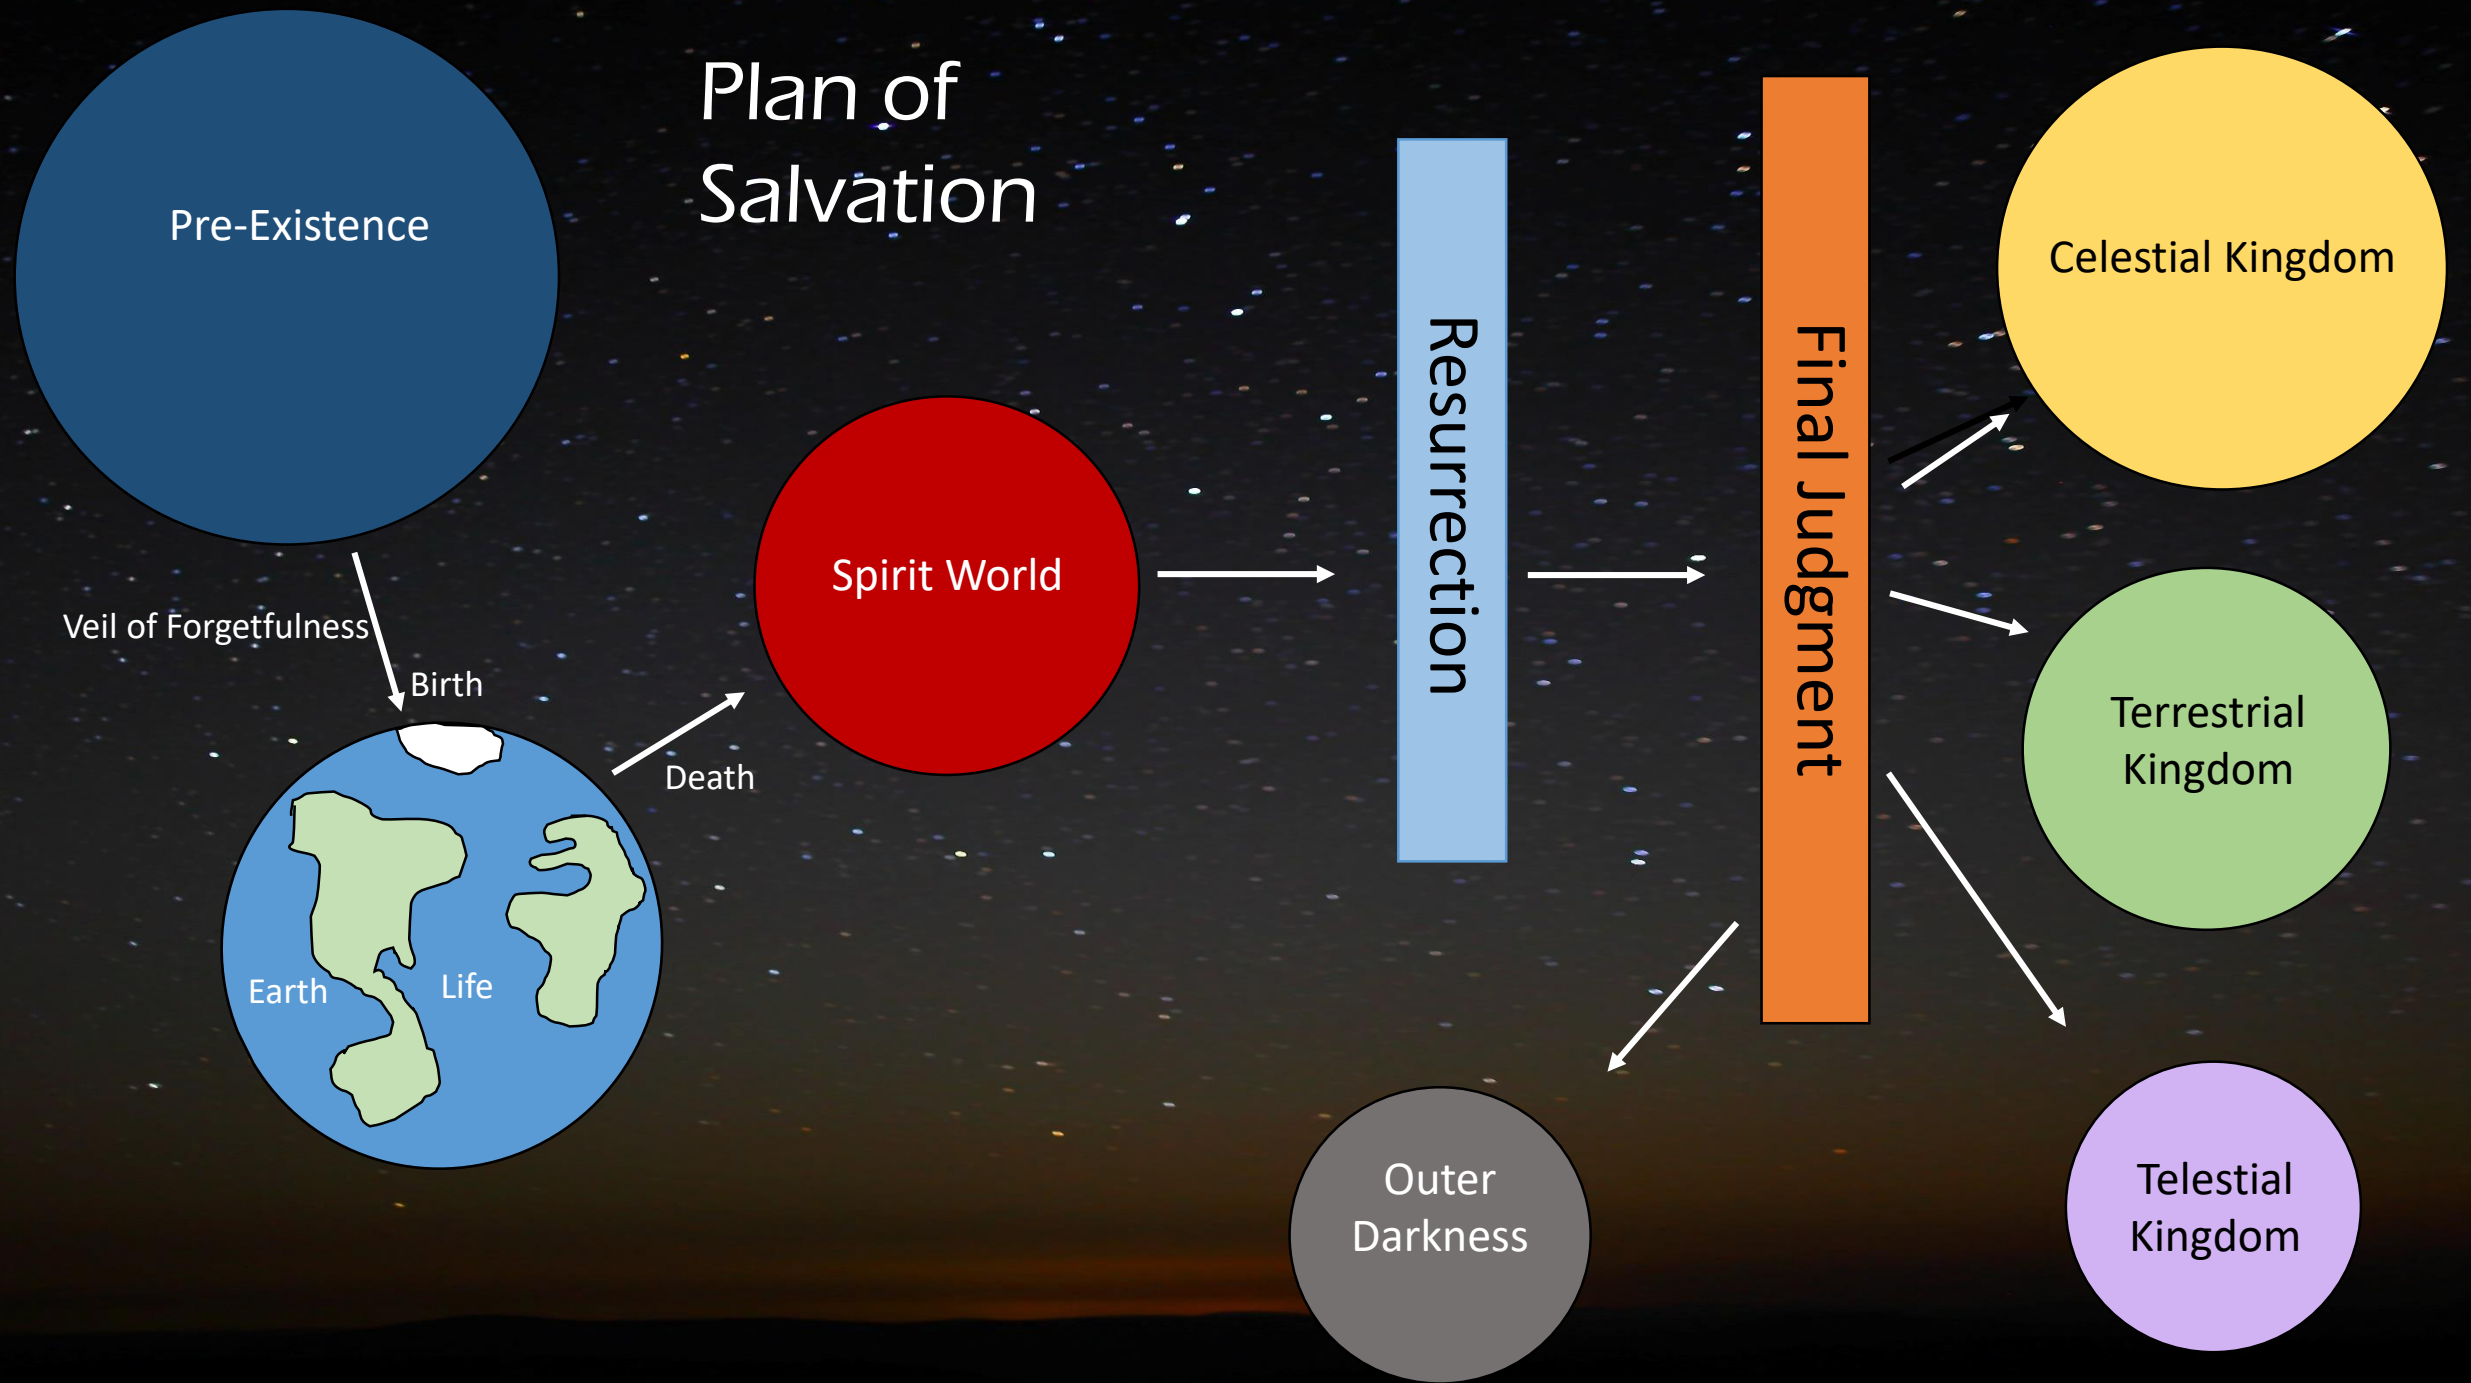 Plan of
Salvation
Pre-Existence
Veil of Forgetfulness
Birth
Earth
Life
Death
Spirit World
Resurrection
Final Judgment
Celestial Kingdom
Terrestrial
Kingdom
Telestial
Kingdom
Outer
Darkness